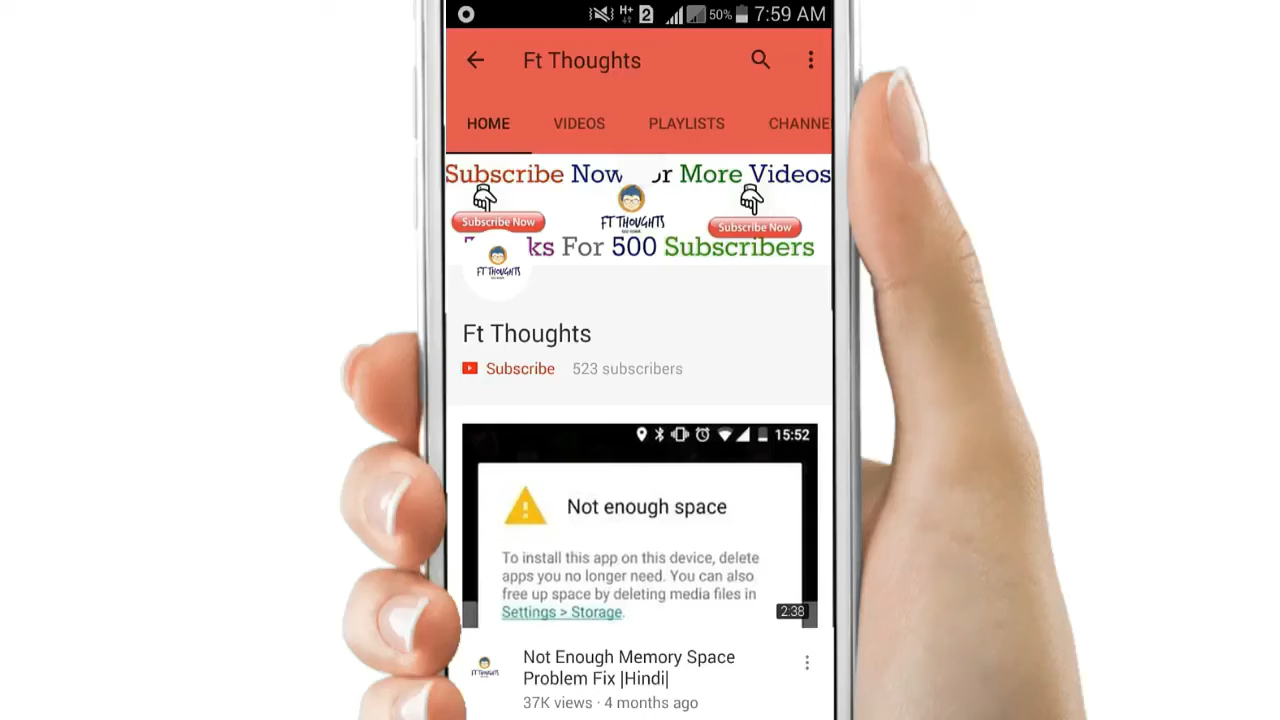 H+ 2 50% 7:59 AM
Ft Thoughts
HOME VIDEOS PLAYLISTS CHANNE
Subscribe Now or More Videos
Subscribe Now FT THOUGHTS Subscribe Now
ks For 500 Subscribers
FT THOUGHTS
Ft Thoughts
Subscribe 523 subscribers
15:52
Not enough space
To install this app on this device, delete
apps you no longer need. You can also
free up space by deleting media files in
Settings > Storage.
2:38
Not Enough Memory Space
Problem Fix |Hindi|
FT THOUGHTS
37K views · 4 months ago